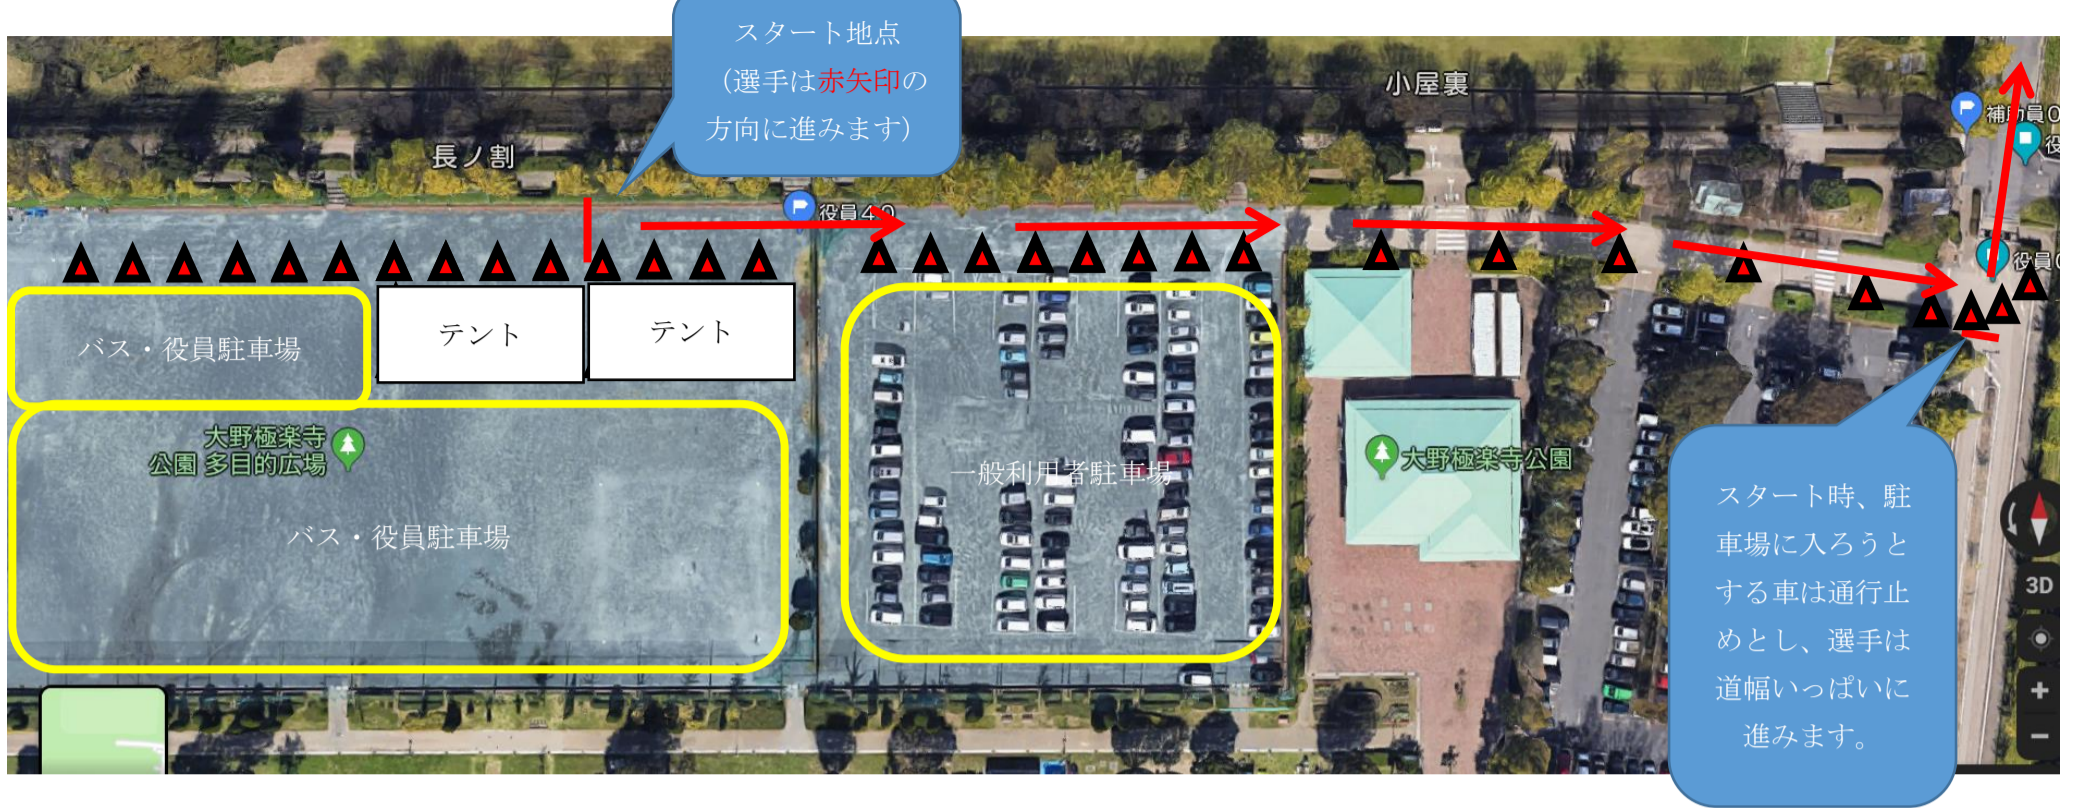 スタート地点
（選手は赤矢印の
方向に進みます）
小屋裏
補助員0
役
長ノ割
役員40
役員0
テント
テント
バス・役員駐車場
大野極楽寺
公園 多目的広場
一般利用者駐車場
大野極楽寺公園
バス・役員駐車場
スタート時、駐
車場に入ろうと
する車は通行止
めとし、選手は
道幅いっぱいに
進みます。
3D
+
−